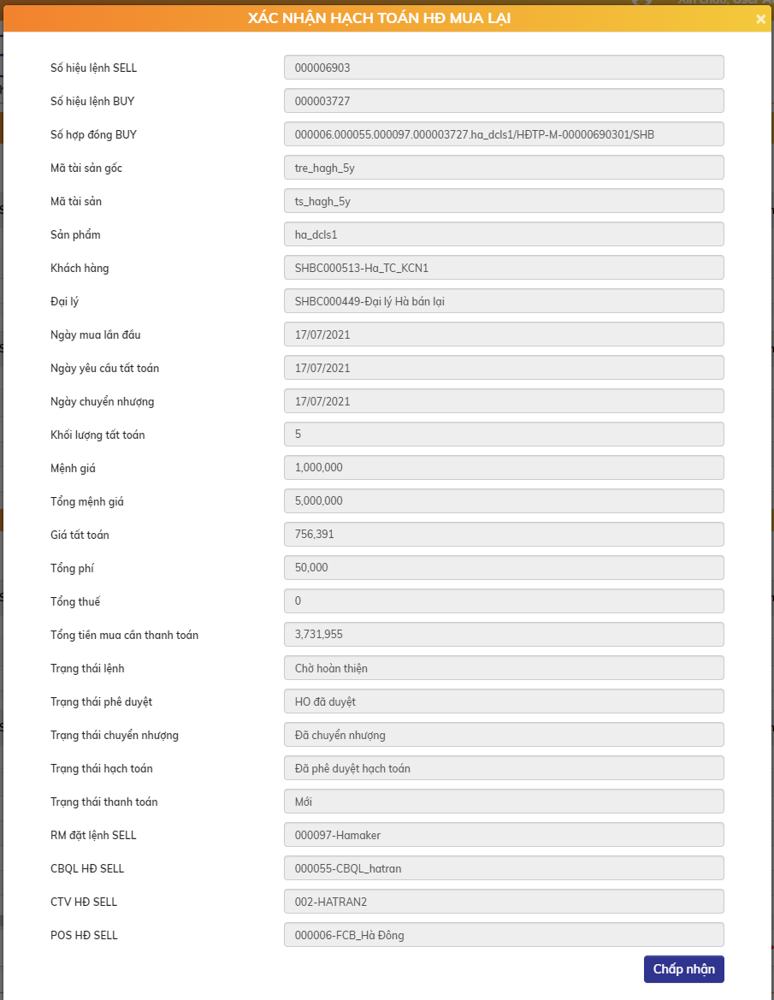 XÁC NHẬN HẠCH TOÁN HĐ MUA LẠI
×
Số hiệu lệnh SELL 000006903
Số hiệu lệnh BUY 000003727
Số hợp đồng BUY 000006.000055.000097.000003727.ha_dcls1/HĐTP-M-00000690301/SHB
Mã tài sản gốc tre_hagh_5y
Mã tài sản ts_hagh_5y
Sản phẩm ha_dcls1
Khách hàng SHBC000513-Ha_TC_KCN1
Đại lý SHBC000449-Đại lý Hà bán lại
Ngày mua lần đầu 17/07/2021
Ngày yêu cầu tất toán 17/07/2021
Ngày chuyển nhượng 17/07/2021
Khối lượng tất toán 5
Mệnh giá 1,000,000
Tổng mệnh giá 5,000,000
Giá tất toán 756,391
Tổng phí 50,000
Tổng thuế 0
Tổng tiền mua cần thanh toán 3,731,955
Trạng thái lệnh Chờ hoàn thiện
Trạng thái phê duyệt HO đã duyệt
Trạng thái chuyển nhượng Đã chuyển nhượng
Trạng thái hạch toán Đã phê duyệt hạch toán
Trạng thái thanh toán Mới
RM đặt lệnh SELL 000097-Hamaker
CBQL HĐ SELL 000055-CBQL_hatran
CTV HĐ SELL 002-HATRAN2
POS HĐ SELL 000006-FCB_Hà Đông
Chấp nhận